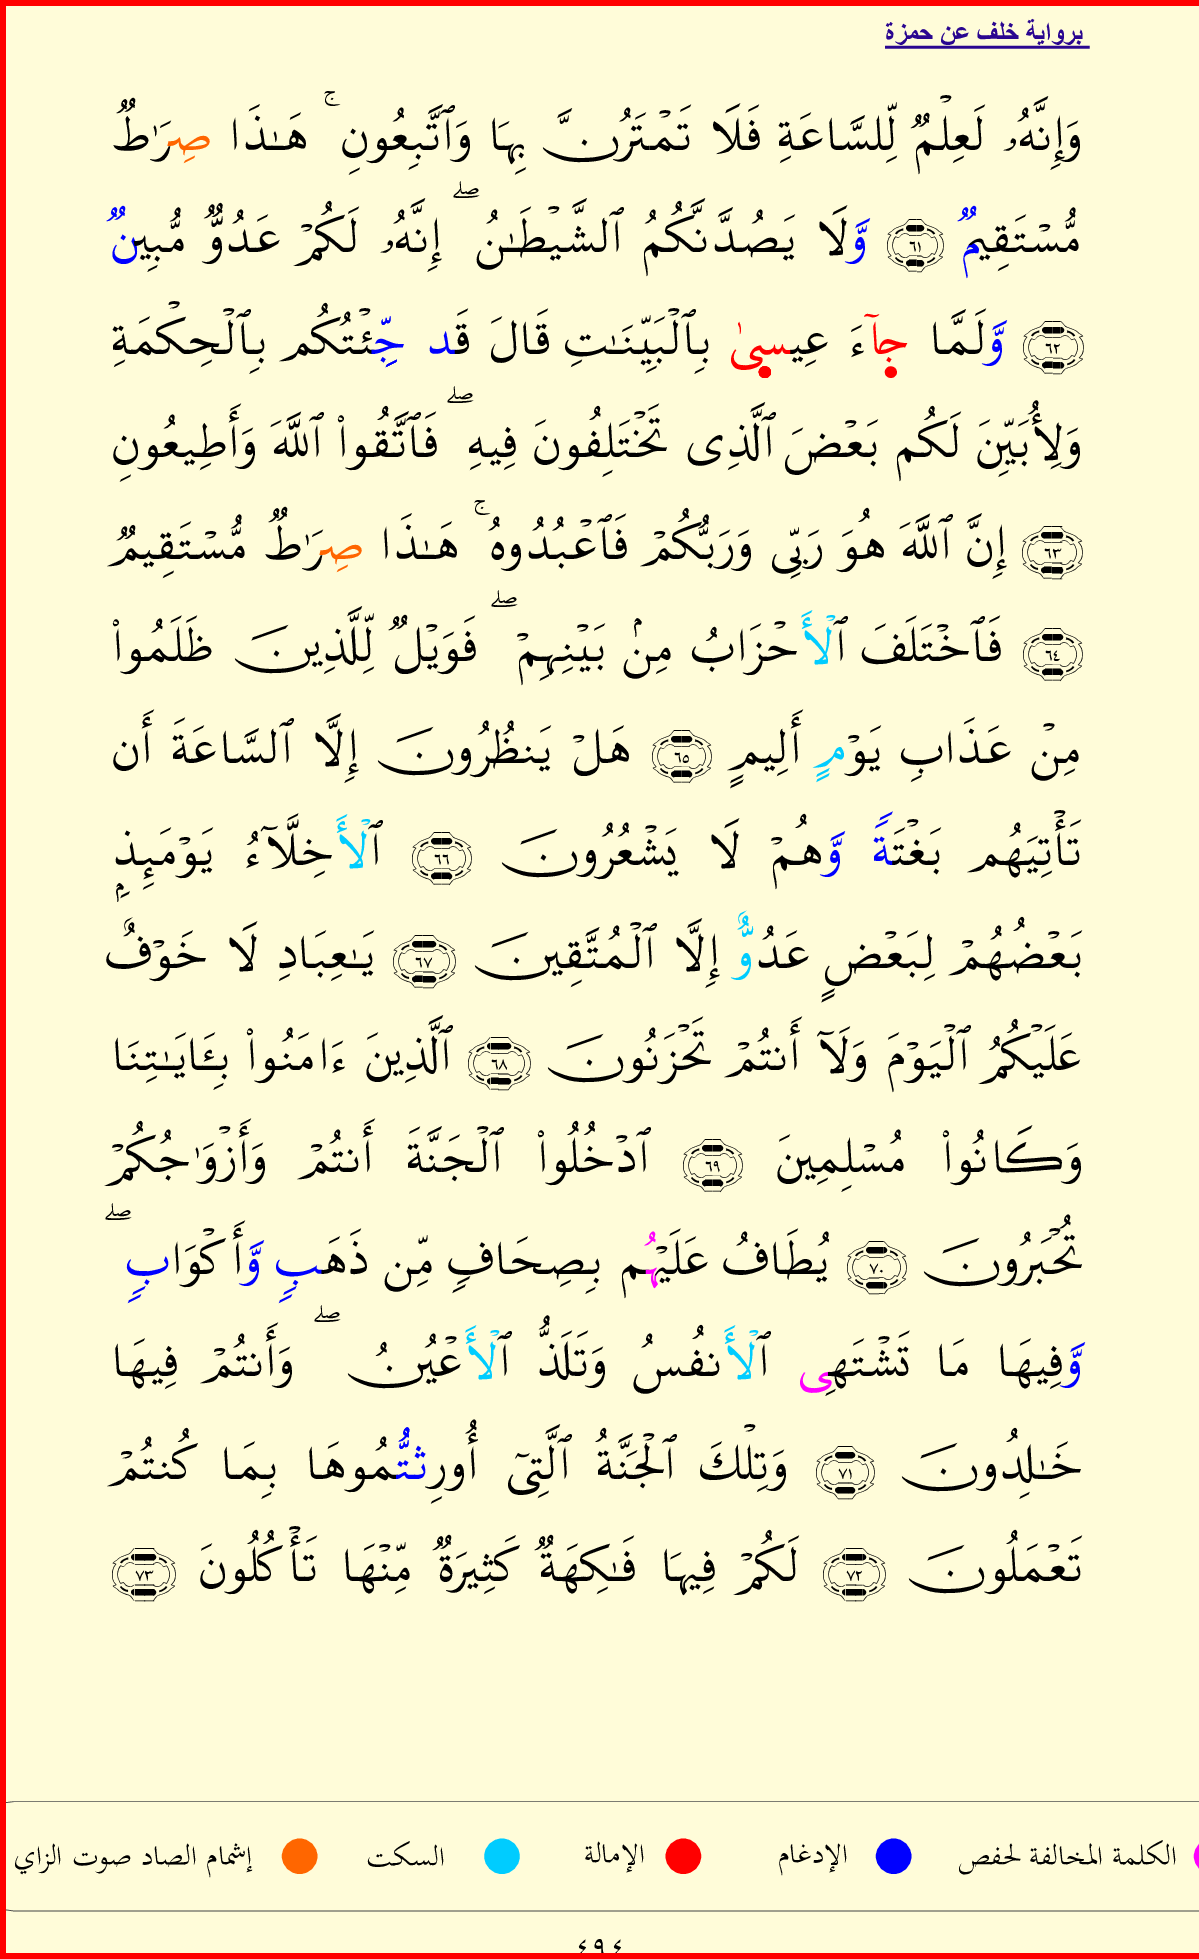 برواية خلف عن حمزة
وَإِنَّهُۥ لَعِلْمٌ لِّلسَّاعَةِ فَلَا تَمْتَرُنَّ بِهَا وَٱتَّبِعُونِ ۚ هَـٰذَا صِرَٰطٌ
مُّسْتَقِيمٌ ٦١ وَّلَا يَصُدَّنَّكُمُ ٱلشَّيْطَـٰنُ ۖ إِنَّهُۥ لَكُمْ عَدُوٌّ مُّبِينٌ
٦٢ وَّلَمَّا جَآءَ عِيسىٰ بِٱلْبَيِّنَـٰتِ قَالَ قَد جِّئْتُكُم بِٱلْحِكْمَةِ
وَلِأُبَيِّنَ لَكُم بَعْضَ ٱلَّذِى تَخْتَلِفُونَ فِيهِ ۖ فَٱتَّقُوا۟ ٱللَّهَ وَأَطِيعُونِ
٦٣ إِنَّ ٱللَّهَ هُوَ رَبِّى وَرَبُّكُمْ فَٱعْبُدُوهُ ۚ هَـٰذَا صِرَٰطٌ مُّسْتَقِيمٌ
٦٤ فَٱخْتَلَفَ ٱلْأَحْزَابُ مِنۢ بَيْنِهِمْ ۖ فَوَيْلٌ لِّلَّذِينَ ظَلَمُوا۟
مِنْ عَذَابِ يَوْمٍ أَلِيمٍ ٦٥ هَلْ يَنظُرُونَ إِلَّا ٱلسَّاعَةَ أَن
تَأْتِيَهُم بَغْتَةً وَّهُمْ لَا يَشْعُرُونَ ٦٦ ٱلْأَخِلَّآءُ يَوْمَئِذٍۭ
بَعْضُهُمْ لِبَعْضٍ عَدُوٌّ إِلَّا ٱلْمُتَّقِينَ ٦٧ يَـٰعِبَادِ لَا خَوْفٌ
عَلَيْكُمُ ٱلْيَوْمَ وَلَآ أَنتُمْ تَحْزَنُونَ ٦٨ ٱلَّذِينَ ءَامَنُوا۟ بِـَٔايَـٰتِنَا
وَكَانُوا۟ مُسْلِمِينَ ٦٩ ٱدْخُلُوا۟ ٱلْجَنَّةَ أَنتُمْ وَأَزْوَٰجُكُمْ
تُحْبَرُونَ ٧٠ يُطَافُ عَلَيْهُم بِصِحَافٍ مِّن ذَهَبٍ وَّأَكْوَابٍ ۖ
وَّفِيهَا مَا تَشْتَهِى ٱلْأَنفُسُ وَتَلَذُّ ٱلْأَعْيُنُ ۖ وَأَنتُمْ فِيهَا
خَـٰلِدُونَ ٧١ وَتِلْكَ ٱلْجَنَّةُ ٱلَّتِىٓ أُورِثتُّمُوهَا بِمَا كُنتُمْ
تَعْمَلُونَ ٧٢ لَكُمْ فِيهَا فَـٰكِهَةٌ كَثِيرَةٌ مِّنْهَا تَأْكُلُونَ ٧٣
الكلمة المخالفة لحفص الإدغام الإمالة السكت إشمام الصاد صوت الزاي
٤٩٤